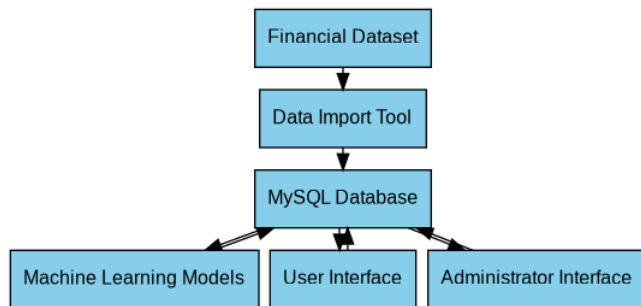 Financial Dataset
Data Import Tool
MySQL Database
Machine Learning Models
User Interface
Administrator Interface